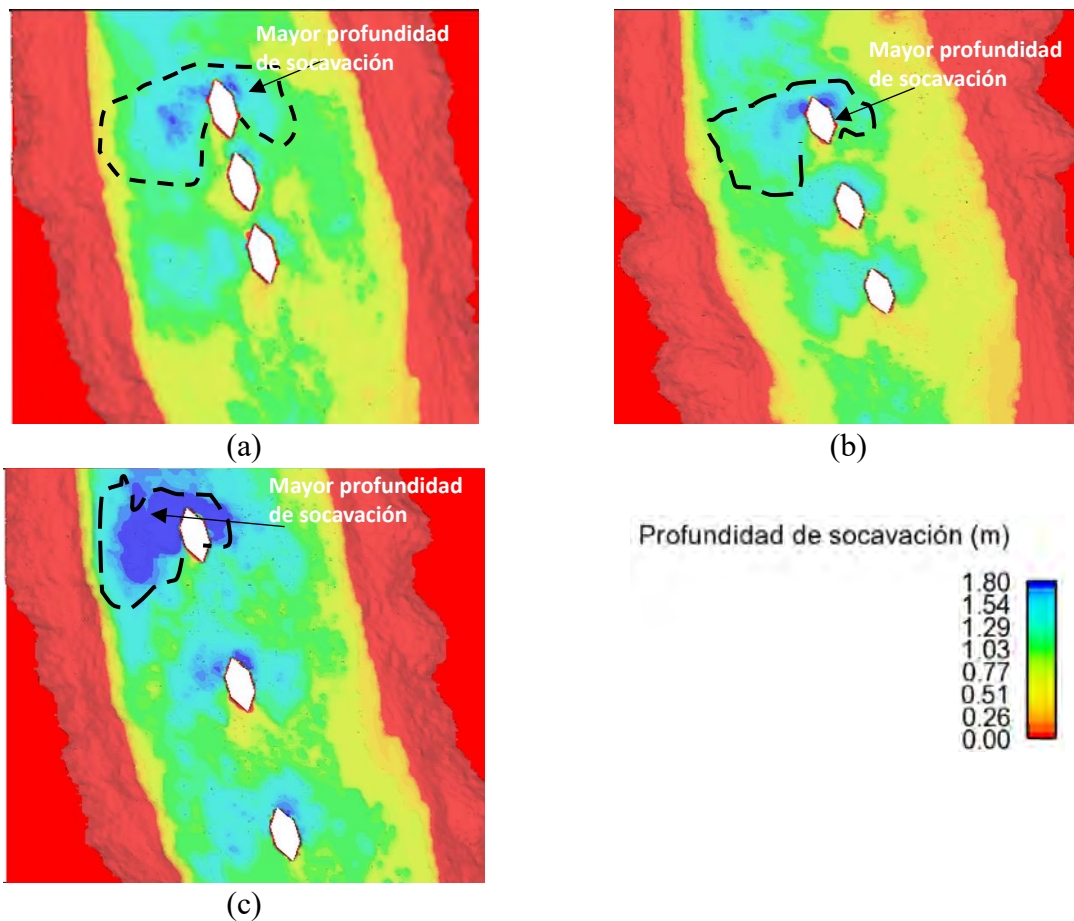 Mayor profundidad
de socavación
Mayor profundidad
de socavación
(a)
(b)
Mayor profundidad
de socavación
Profundidad de socavación (m)
1.80
1.54
1.29
1.03
0.77
0.51
0.26
0.00
(c)